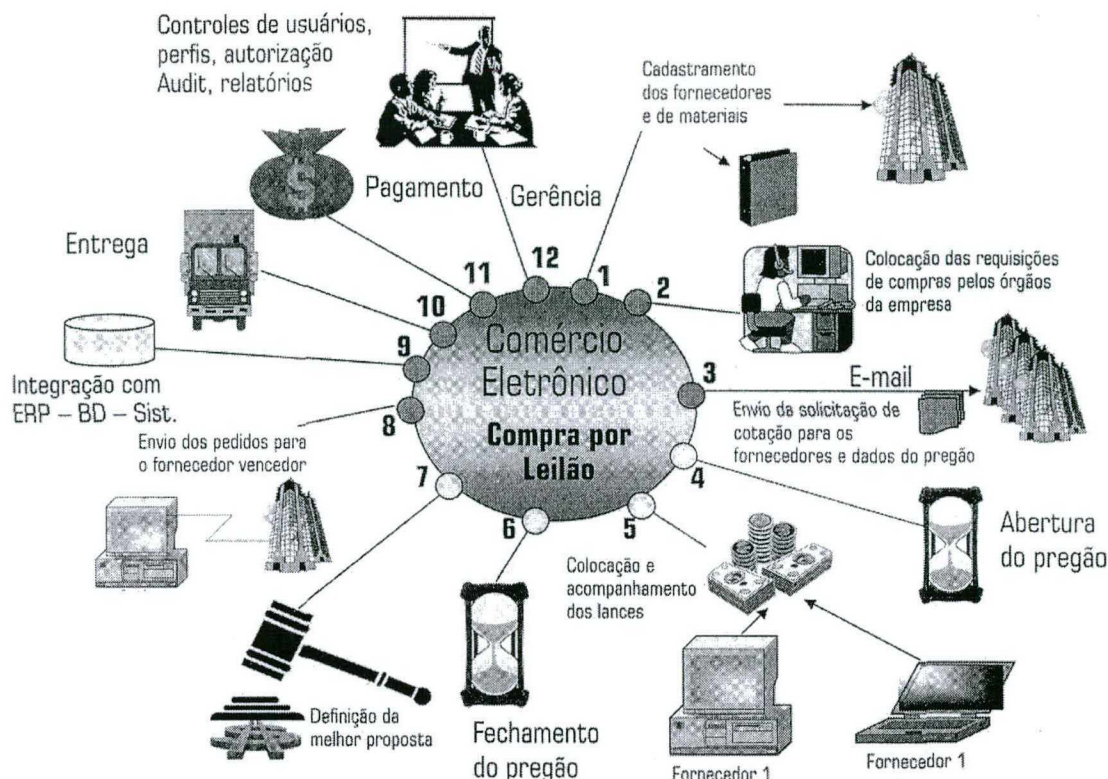 Controles de usuários,
perfis, autorização
Audit, relatórios
Cadastramento
dos fornecedores
e de materiais
Pagamento
Gerência
Entrega
12
1
11
2
10
9
3
8
4
7
6
5
Comércio
Eletrônico
Compra por
Leilão
Colocação das requisições
de compras pelos órgãos
da empresa
E-mail
Envio da solicitação de
cotação para os
fornecedores e dados do pregão
Integração com
ERP – BD – Sist.
Envio dos pedidos para
o fornecedor vencedor
Abertura
do pregão
Colocação e
acompanhamento
dos lances
Definição da
melhor proposta
Fechamento
do pregão
Fornecedor 1
Fornecedor 1
$